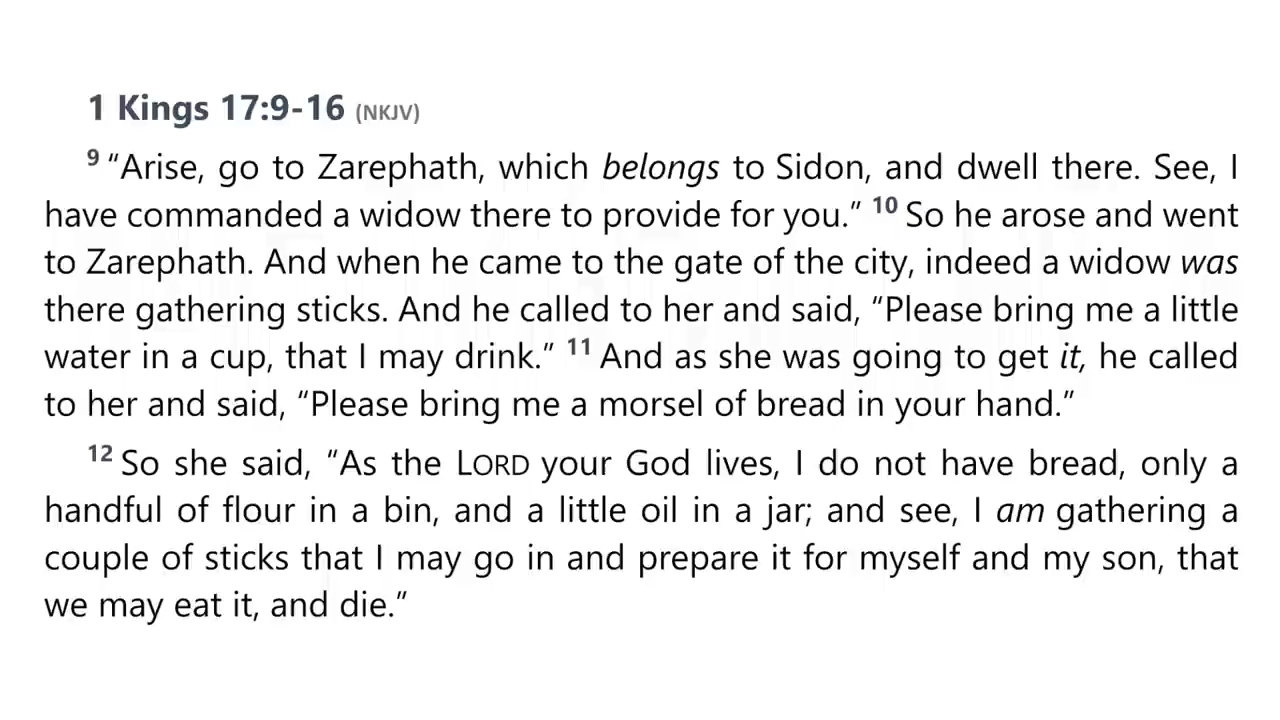 1 Kings 17:9-16 (NKJV)
9 “Arise, go to Zarephath, which belongs to Sidon, and dwell there. See, I
have commanded a widow there to provide for you.” 10 So he arose and went
to Zarephath. And when he came to the gate of the city, indeed a widow was
there gathering sticks. And he called to her and said, “Please bring me a little
water in a cup, that I may drink.” 11 And as she was going to get it, he called
to her and said, “Please bring me a morsel of bread in your hand.”
12 So she said, “As the LORD your God lives, I do not have bread, only a
handful of flour in a bin, and a little oil in a jar; and see, I am gathering a
couple of sticks that I may go in and prepare it for myself and my son, that
we may eat it, and die.”